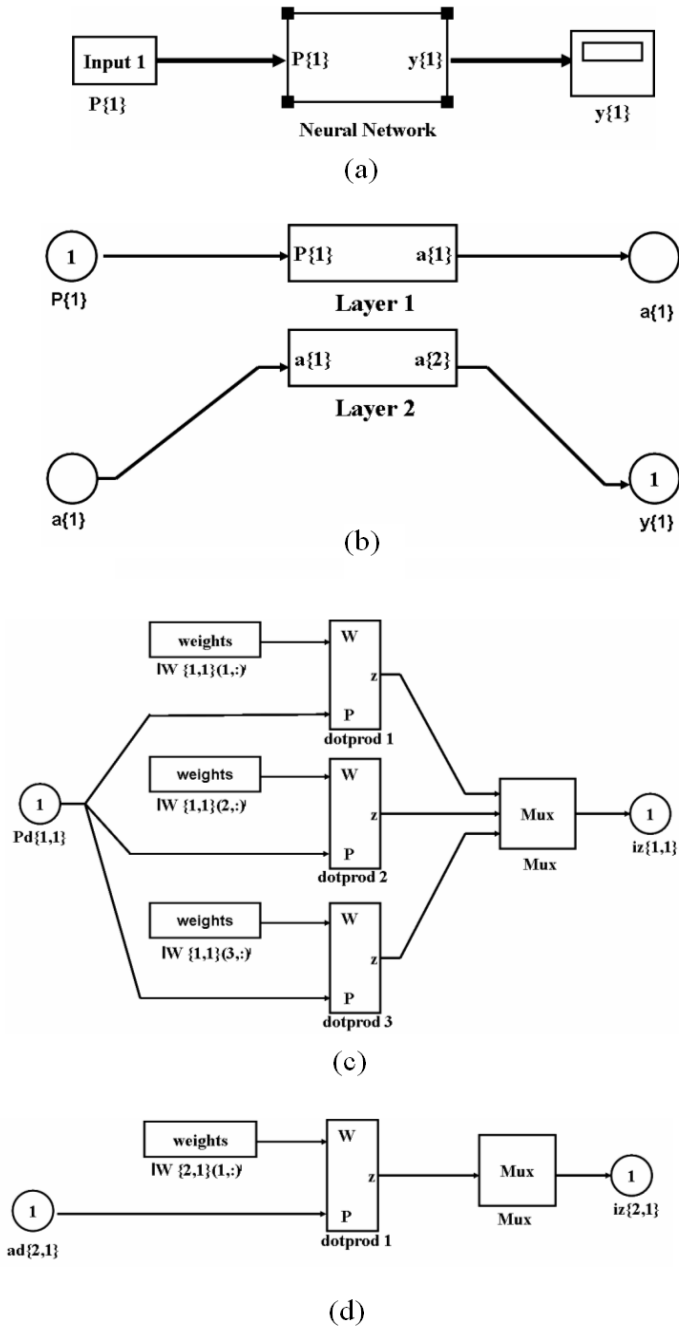 Input 1
P{1}
P{1}
y{1}
Neural Network
y{1}
(a)
1
P{1}
P{1}
a{1}
Layer 1
a{1}
a{1}
a{2}
Layer 2
a{1}
1
y{1}
(b)
weights
IW {1,1}(1,:)'
W
z
P
dotprod 1
weights
IW {1,1}(2,:)'
W
z
P
dotprod 2
weights
IW {1,1}(3,:)'
W
z
P
dotprod 3
1
Pd{1,1}
Mux
Mux
1
iz{1,1}
(c)
weights
IW {2,1}(1,:)'
W
z
P
dotprod 1
1
ad{2,1}
Mux
Mux
1
iz{2,1}
(d)